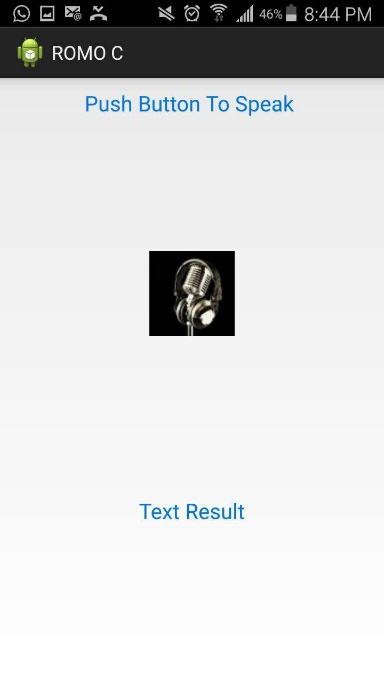 46% 8:44 PM
ROMO C
Push Button To Speak
Text Result